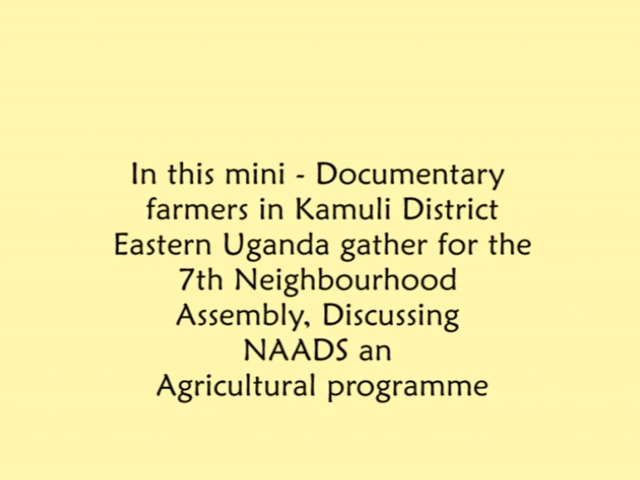 In this mini - Documentary
farmers in Kamuli District
Eastern Uganda gather for the
7th Neighbourhood
Assembly, Discussing
NAADS an
Agricultural programme